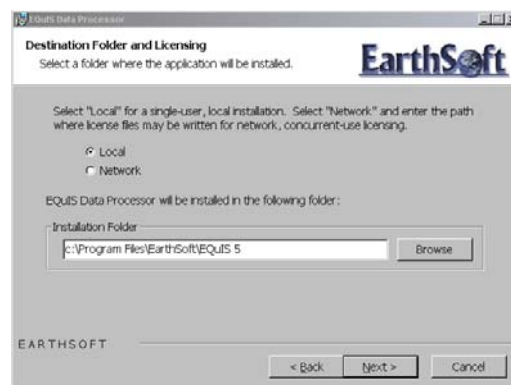 EQuIS Data Processor
Destination Folder and Licensing
Select a folder where the application will be installed.
EarthSoft
Select "Local" for a single-user, local installation. Select "Network" and enter the path
where license files may be written for network, concurrent-use licensing.
Local
Network
EQuIS Data Processor will be installed in the following folder:
Installation Folder
c:\Program Files\EarthSoft\EQuIS 5
Browse
EARTHSOFT
< Back
Next >
Cancel